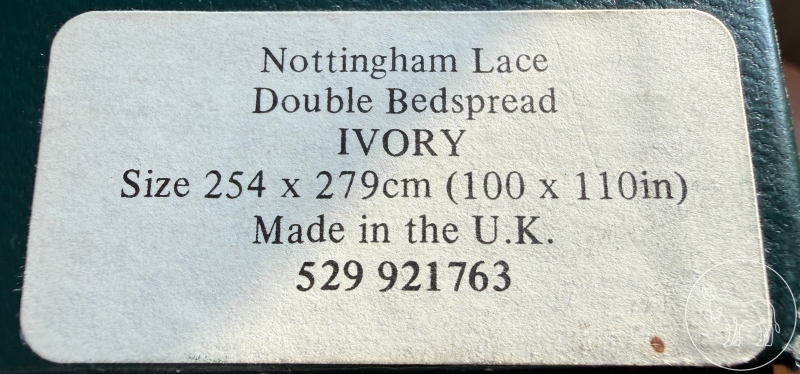 Nottingham Lace
Double Bedspread
IVORY
Size 254 x 279cm (100 x 110in)
Made in the U.K.
529 921763